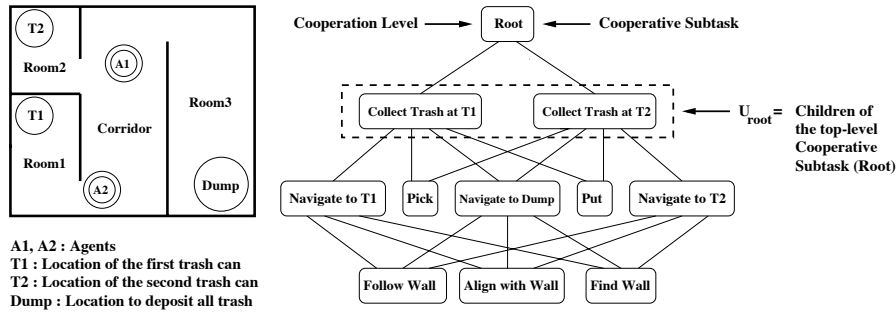 T2
Room2
A1
T1
Room1
Corridor
Room3
A2
Dump
A1, A2 : Agents
T1 : Location of the first trash can
T2 : Location of the second trash can
Dump : Location to deposit all trash
Cooperation Level
Root
Cooperative Subtask
Collect Trash at T1
Collect Trash at T2
U root = Children of
the top-level
Cooperative
Subtask (Root)
Navigate to T1
Pick
Navigate to Dump
Put
Navigate to T2
Follow Wall
Align with Wall
Find Wall